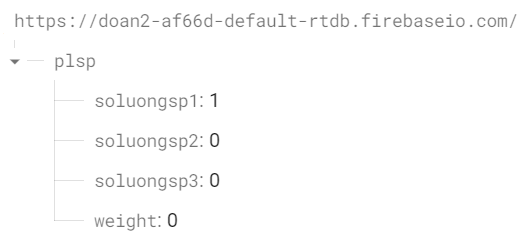 https://doan2-af66d-default-rtdb.firebaseio.com/
plsp
soluongsp1: 1
soluongsp2: 0
soluongsp3: 0
weight: 0